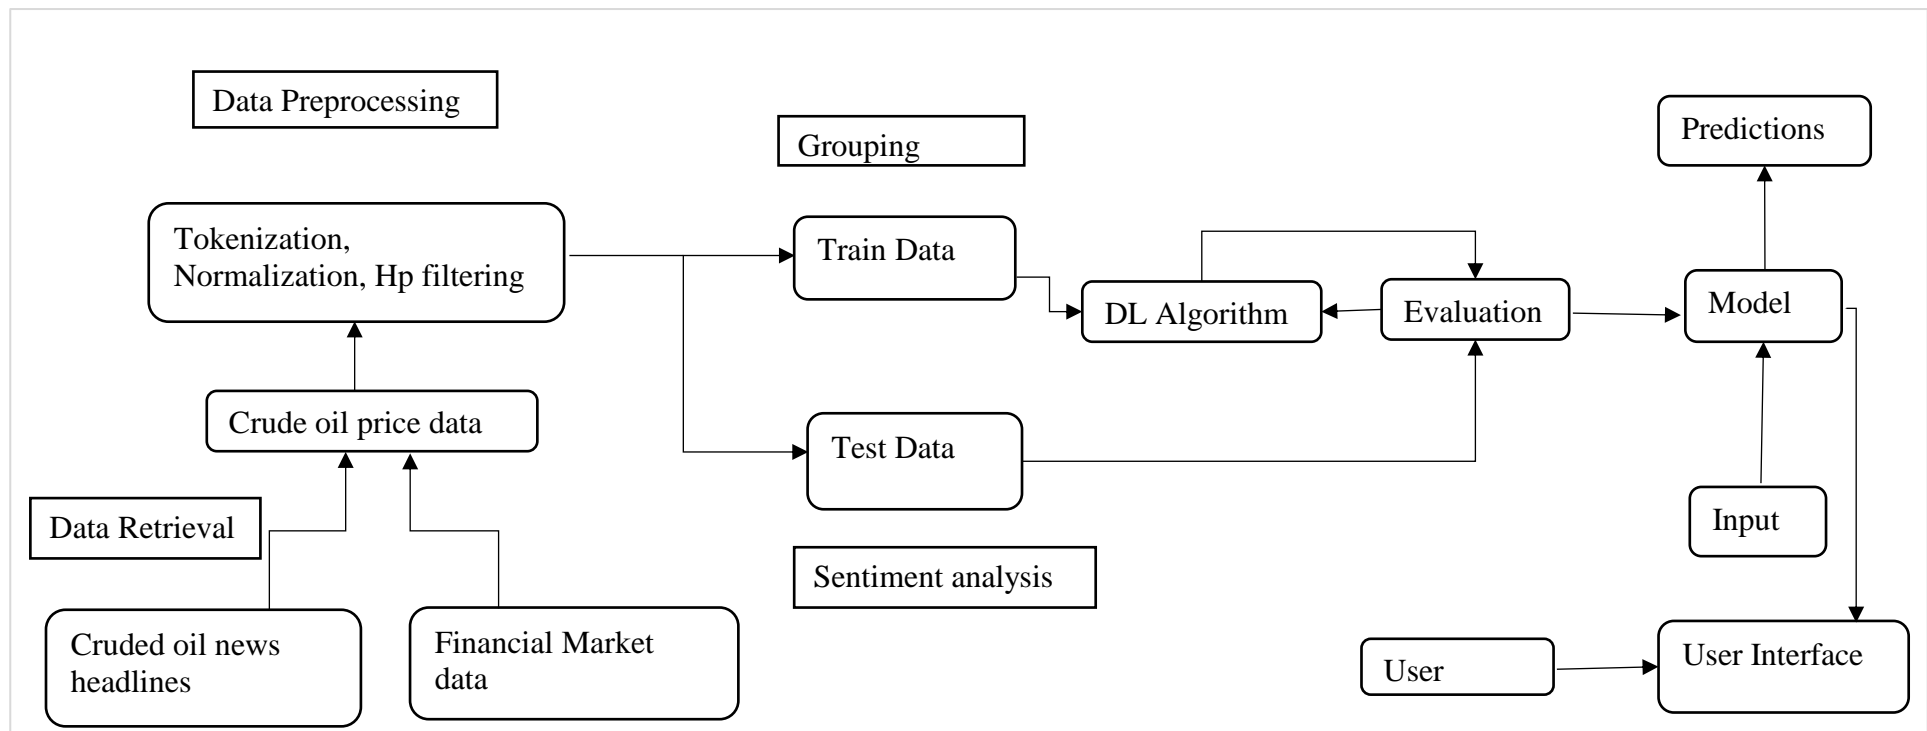 Data Preprocessing
Grouping
Predictions
Tokenization,
Normalization, Hp filtering
Train Data
DL Algorithm
Evaluation
Model
Crude oil price data
Test Data
Data Retrieval
Input
Sentiment analysis
Cruded oil news
headlines
Financial Market
data
User
User Interface